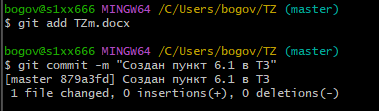 bogov@s1xx666 MINGW64 /C/Users/bogov/TZ (master)
$ git add TZm.docx
bogov@s1xx666 MINGW64 /C/Users/bogov/TZ (master)
$ git commit -m "Создан пункт 6.1 в ТЗ"
[master 879a3fd] Создан пункт 6.1 в ТЗ
1 file changed, 0 insertions(+), 0 deletions(-)